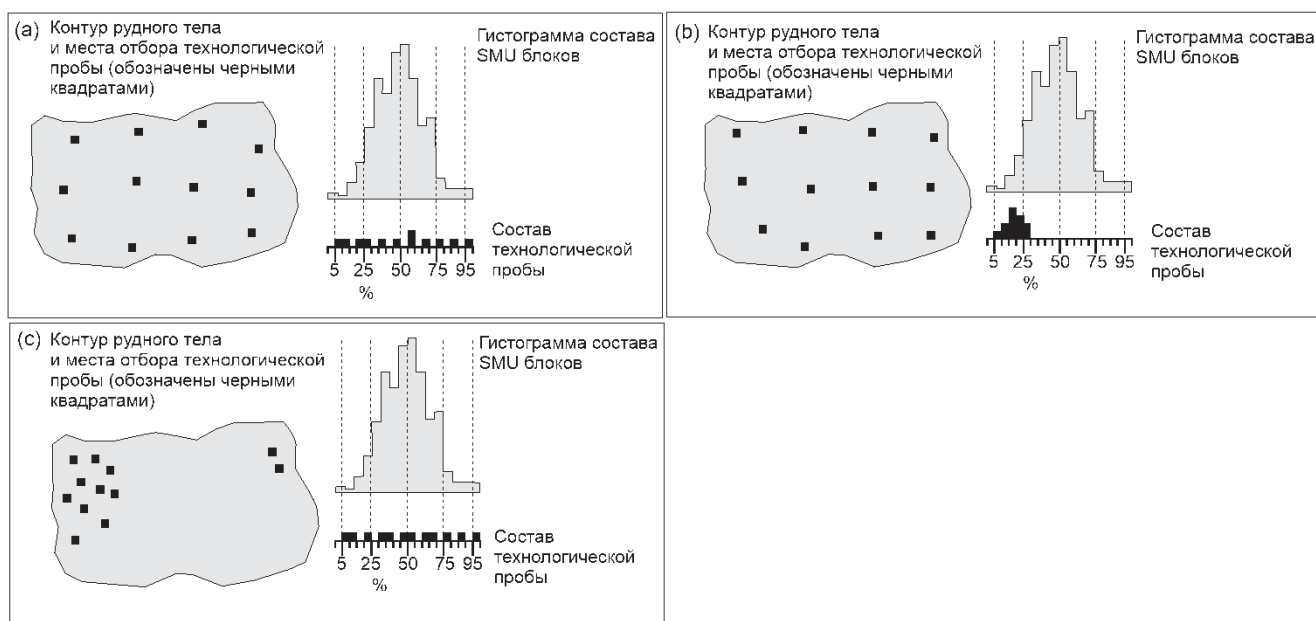 (a) Контур рудного тела
и места отбора технологической
пробы (обозначены черными
квадратами)
Гистограмма состава
SMU блоков
Состав
технологической
пробы
5 25 50 75 95
%
(b) Контур рудного тела
и места отбора технологической
пробы (обозначены черными
квадратами)
Гистограмма состава
SMU блоков
Состав
технологической
пробы
5 25 50 75 95
%
(c) Контур рудного тела
и места отбора технологической
пробы (обозначены черными
квадратами)
Гистограмма состава
SMU блоков
Состав
технологической
пробы
5 25 50 75 95
%